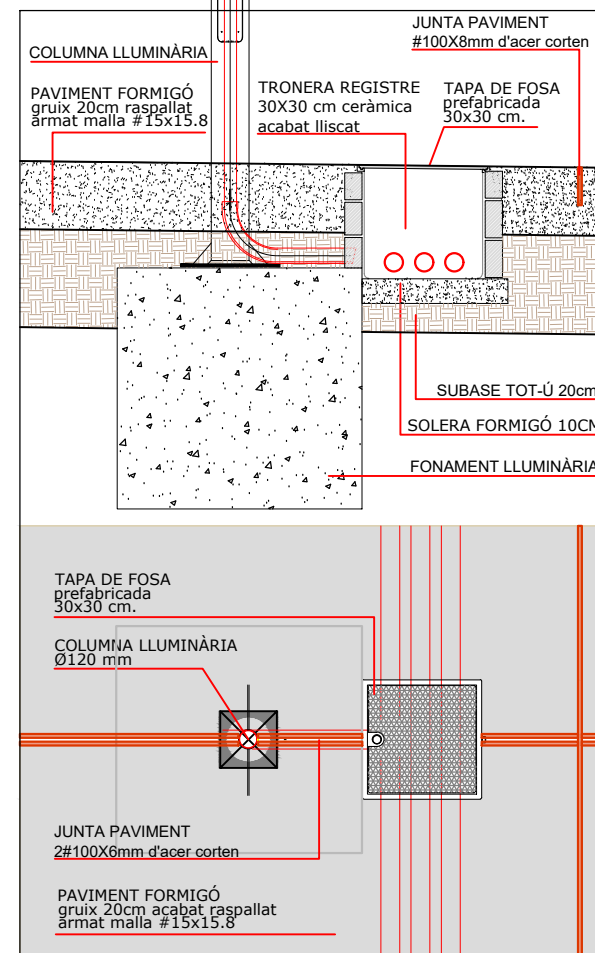 JUNTA PAVIMENT
#100X8mm d'acer corten
COLUMNA LLUMINÀRIA
PAVIMENT FORMIGÓ
gruix 20cm raspallat
armat malla #15x15.8
TRONERA REGISTRE
30X30 cm ceràmica
acabat lliscat
TAPA DE FOSA
prefabricada
30x30 cm.
SUBASE TOT-Ú 20cm
SOLERA FORMIGÓ 10CM
FONAMENT LLUMINÀRIA
TAPA DE FOSA
prefabricada
30x30 cm.
COLUMNA LLUMINÀRIA
Ø120 mm
JUNTA PAVIMENT
2#100X6mm d'acer corten
PAVIMENT FORMIGÓ
gruix 20cm acabat raspallat
armat malla #15x15.8